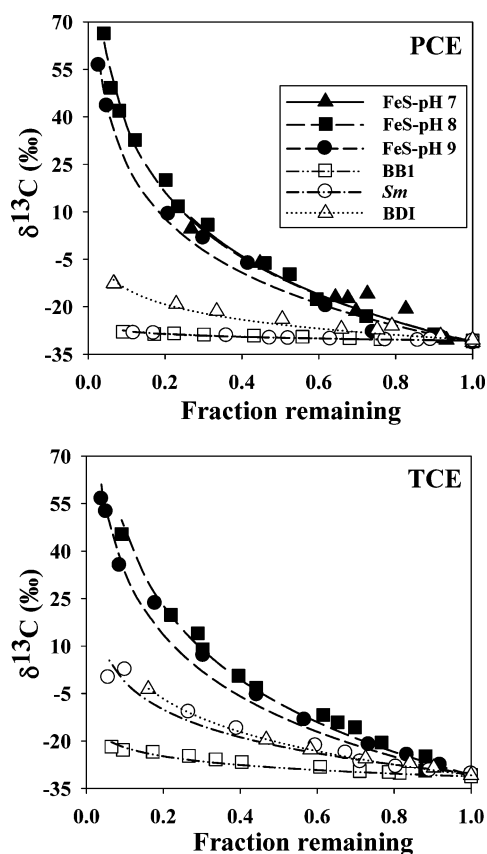 PCE
70
55
40
25
10
-5
-20
-35
δ13C (‰)
FeS-pH 7
FeS-pH 8
FeS-pH 9
BB1
Sm
BDI
0.0 0.2 0.4 0.6 0.8 1.0
Fraction remaining
TCE
70
55
40
25
10
-5
-20
-35
δ13C (‰)
0.0 0.2 0.4 0.6 0.8 1.0
Fraction remaining